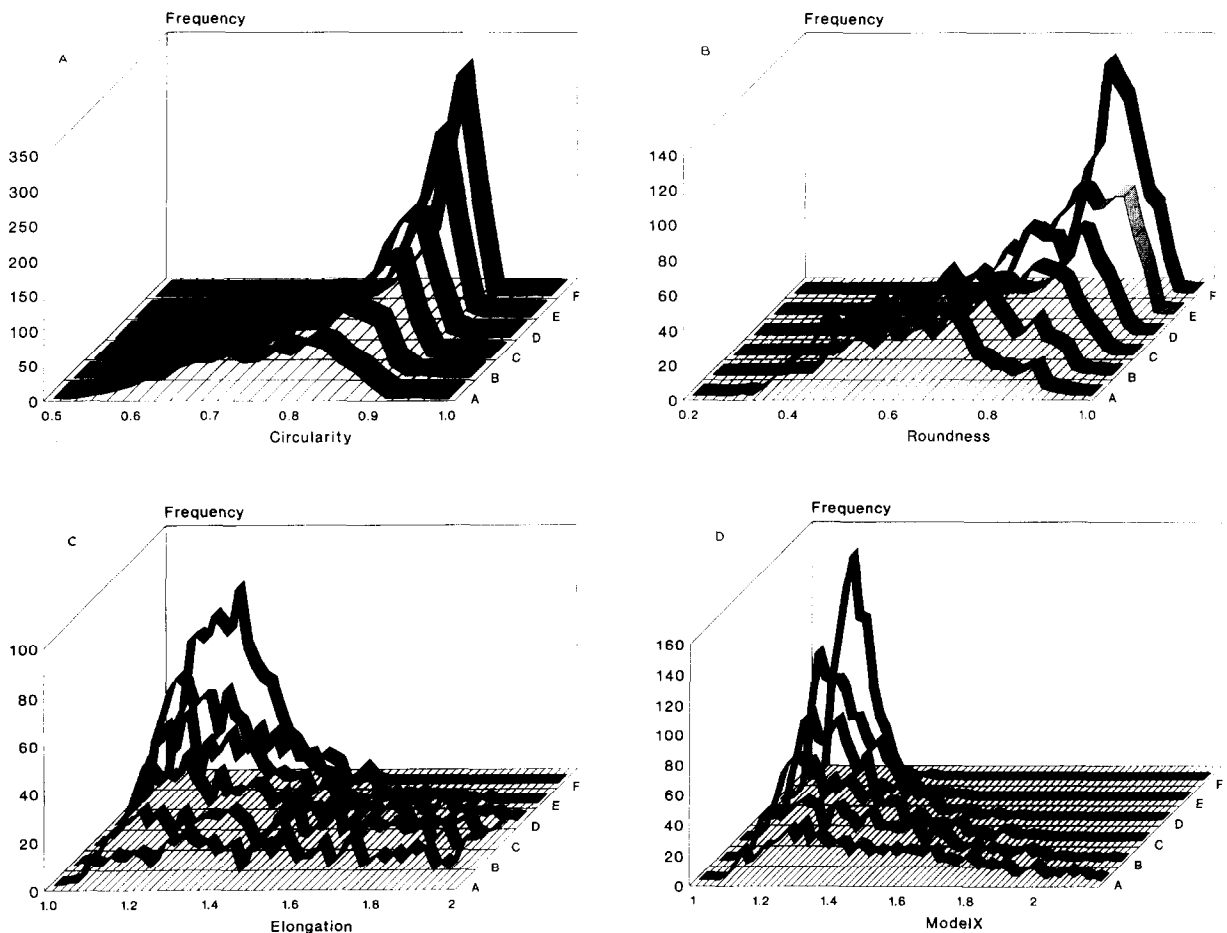 Frequency
A
350
300
250
200
150
100
50
0
0.5 0.6 0.7 0.8 0.9 1.0
Circularity
F
E
D
C
B
A
Frequency
B
140
120
100
80
60
40
20
0
0.2 0.4 0.6 0.8 1.0
Roundness
F
E
D
C
B
A
Frequency
C
100
80
60
40
20
0
1.0 1.2 1.4 1.6 1.8 2
Elongation
F
E
D
C
B
A
Frequency
D
160
140
120
100
80
60
40
20
0
1 1.2 1.4 1.6 1.8 2
ModelX
F
E
D
C
B
A